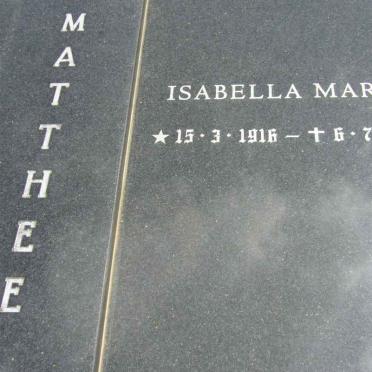 MATTHEE
ISABELLA MAR
★ 15·3·1916 — ✝ 6·7